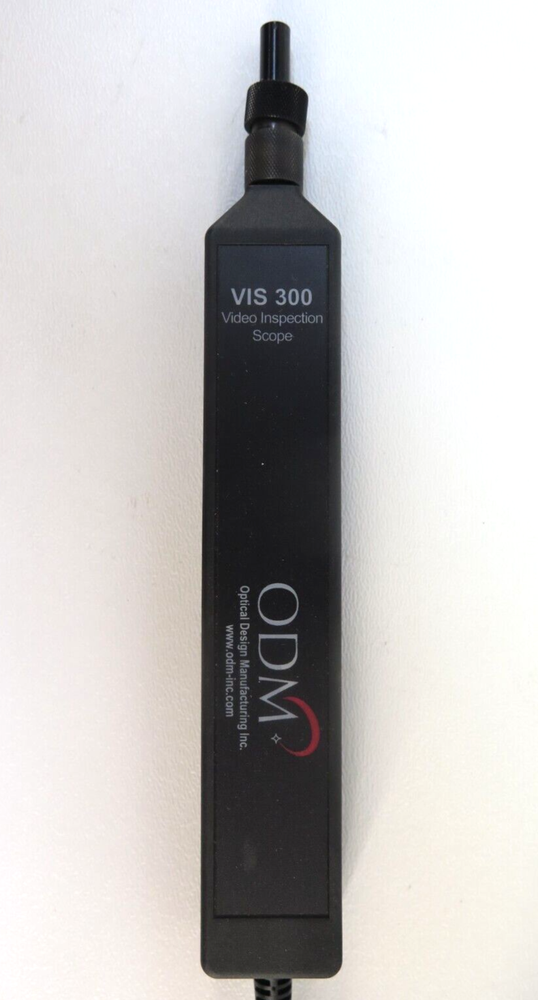 VIS 300
Video Inspection
Scope
ODM
Optical Design Manufacturing Inc.
www.odm-inc.com